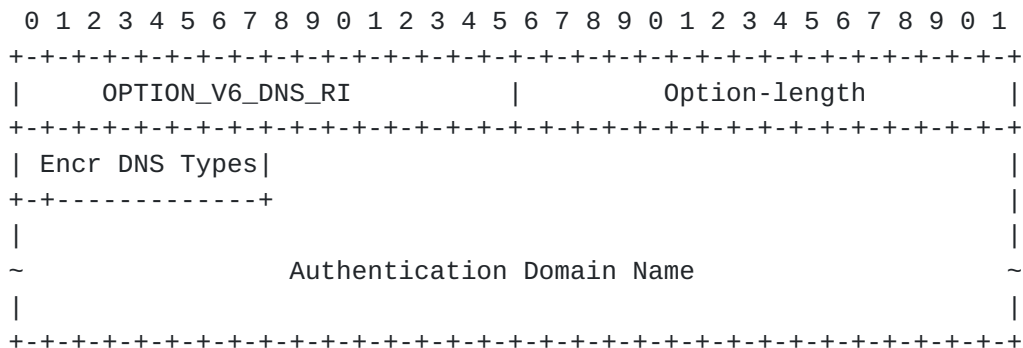 0 1 2 3 4 5 6 7 8 9 0 1 2 3 4 5 6 7 8 9 0 1 2 3 4 5 6 7 8 9 0 1
+-+-+-+-+-+-+-+-+-+-+-+-+-+-+-+-+-+-+-+-+-+-+-+-+-+-+-+-+-+-+-+-+
|      OPTION_V6_DNS_RI          |         Option-length         |
+-+-+-+-+-+-+-+-+-+-+-+-+-+-+-+-+-+-+-+-+-+-+-+-+-+-+-+-+-+-+-+-+
| Encr DNS Types|                                               |
+-+-------------+                                               |
|                                                               |
~                 Authentication Domain Name                    ~
|                                                               |
+-+-+-+-+-+-+-+-+-+-+-+-+-+-+-+-+-+-+-+-+-+-+-+-+-+-+-+-+-+-+-+-+